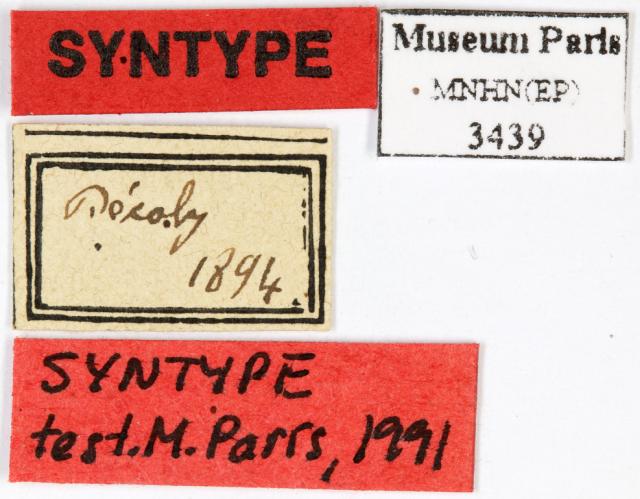 SYNTYPE
Museum Paris
MNHN(EP)
3439
1894.
SYNTYPE
test. M. Parrs, 1991